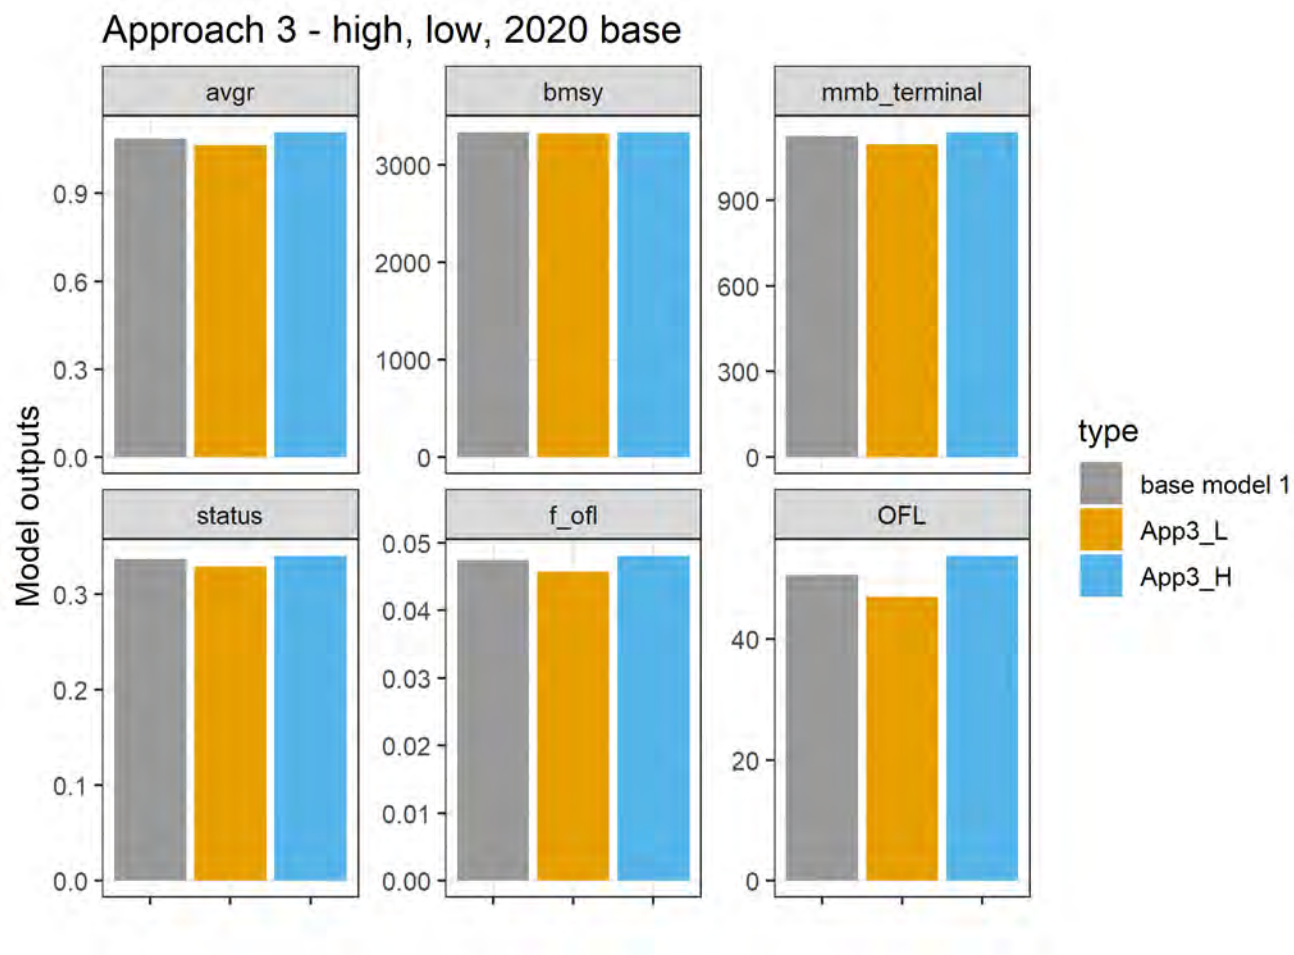 Approach 3 - high, low, 2020 base
avgr
bmsy
mmb_terminal
0.9
0.6
0.3
0.0
3000
2000
1000
0
900
600
300
0
Model outputs
status
f_ofl
OFL
0.3
0.2
0.1
0.0
0.05
0.04
0.03
0.02
0.01
0.00
40
20
0
type
base model 1
App3_L
App3_H